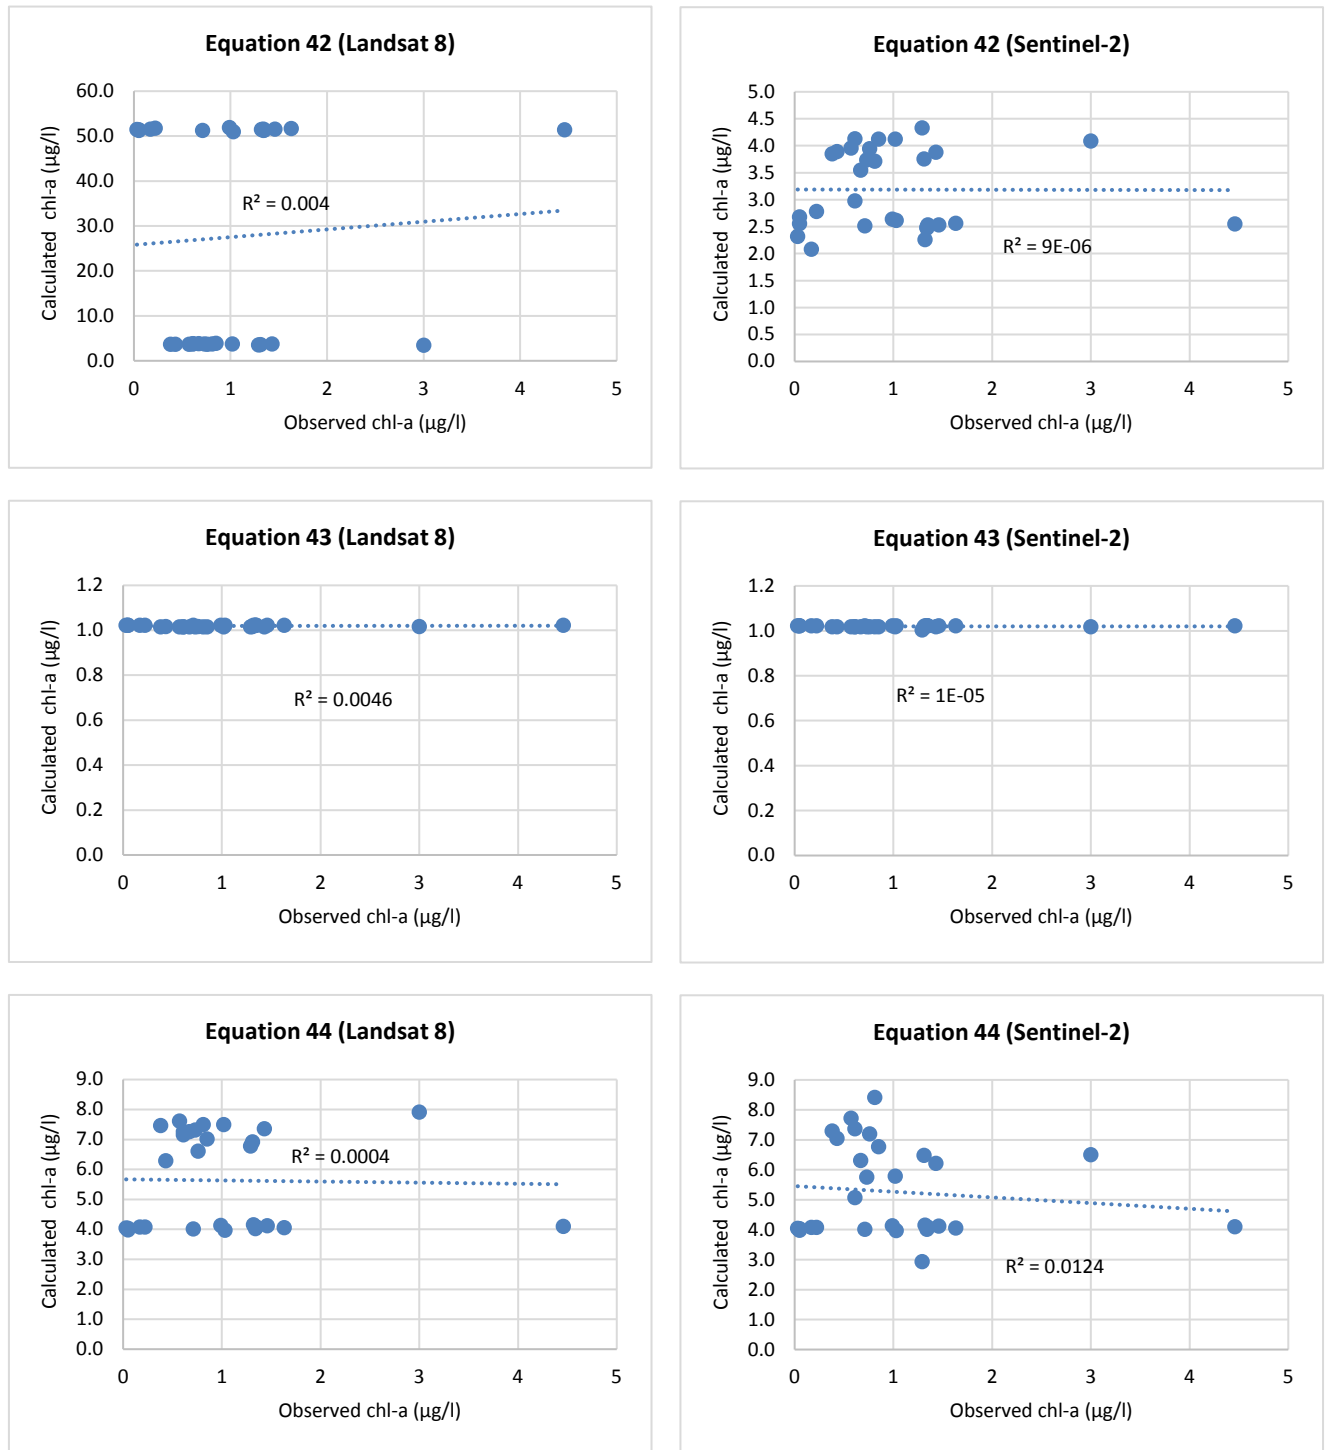 Equation 42 (Landsat 8)
60.0
50.0
40.0
30.0
20.0
10.0
0.0
0 1 2 3 4 5
Calculated chl-a (µg/l)
Observed chl-a (µg/l)
R² = 0.004
Equation 42 (Sentinel-2)
5.0
4.5
4.0
3.5
3.0
2.5
2.0
1.5
1.0
0.5
0.0
0 1 2 3 4 5
Calculated chl-a (µg/l)
Observed chl-a (µg/l)
R² = 9E-06
Equation 43 (Landsat 8)
1.2
1.0
0.8
0.6
0.4
0.2
0.0
0 1 2 3 4 5
Calculated chl-a (µg/l)
Observed chl-a (µg/l)
R² = 0.0046
Equation 43 (Sentinel-2)
1.2
1.0
0.8
0.6
0.4
0.2
0.0
0 1 2 3 4 5
Calculated chl-a (µg/l)
Observed chl-a (µg/l)
R² = 1E-05
Equation 44 (Landsat 8)
9.0
8.0
7.0
6.0
5.0
4.0
3.0
2.0
1.0
0.0
0 1 2 3 4 5
Calculated chl-a (µg/l)
Observed chl-a (µg/l)
R² = 0.0004
Equation 44 (Sentinel-2)
9.0
8.0
7.0
6.0
5.0
4.0
3.0
2.0
1.0
0.0
0 1 2 3 4 5
Calculated chl-a (µg/l)
Observed chl-a (µg/l)
R² = 0.0124